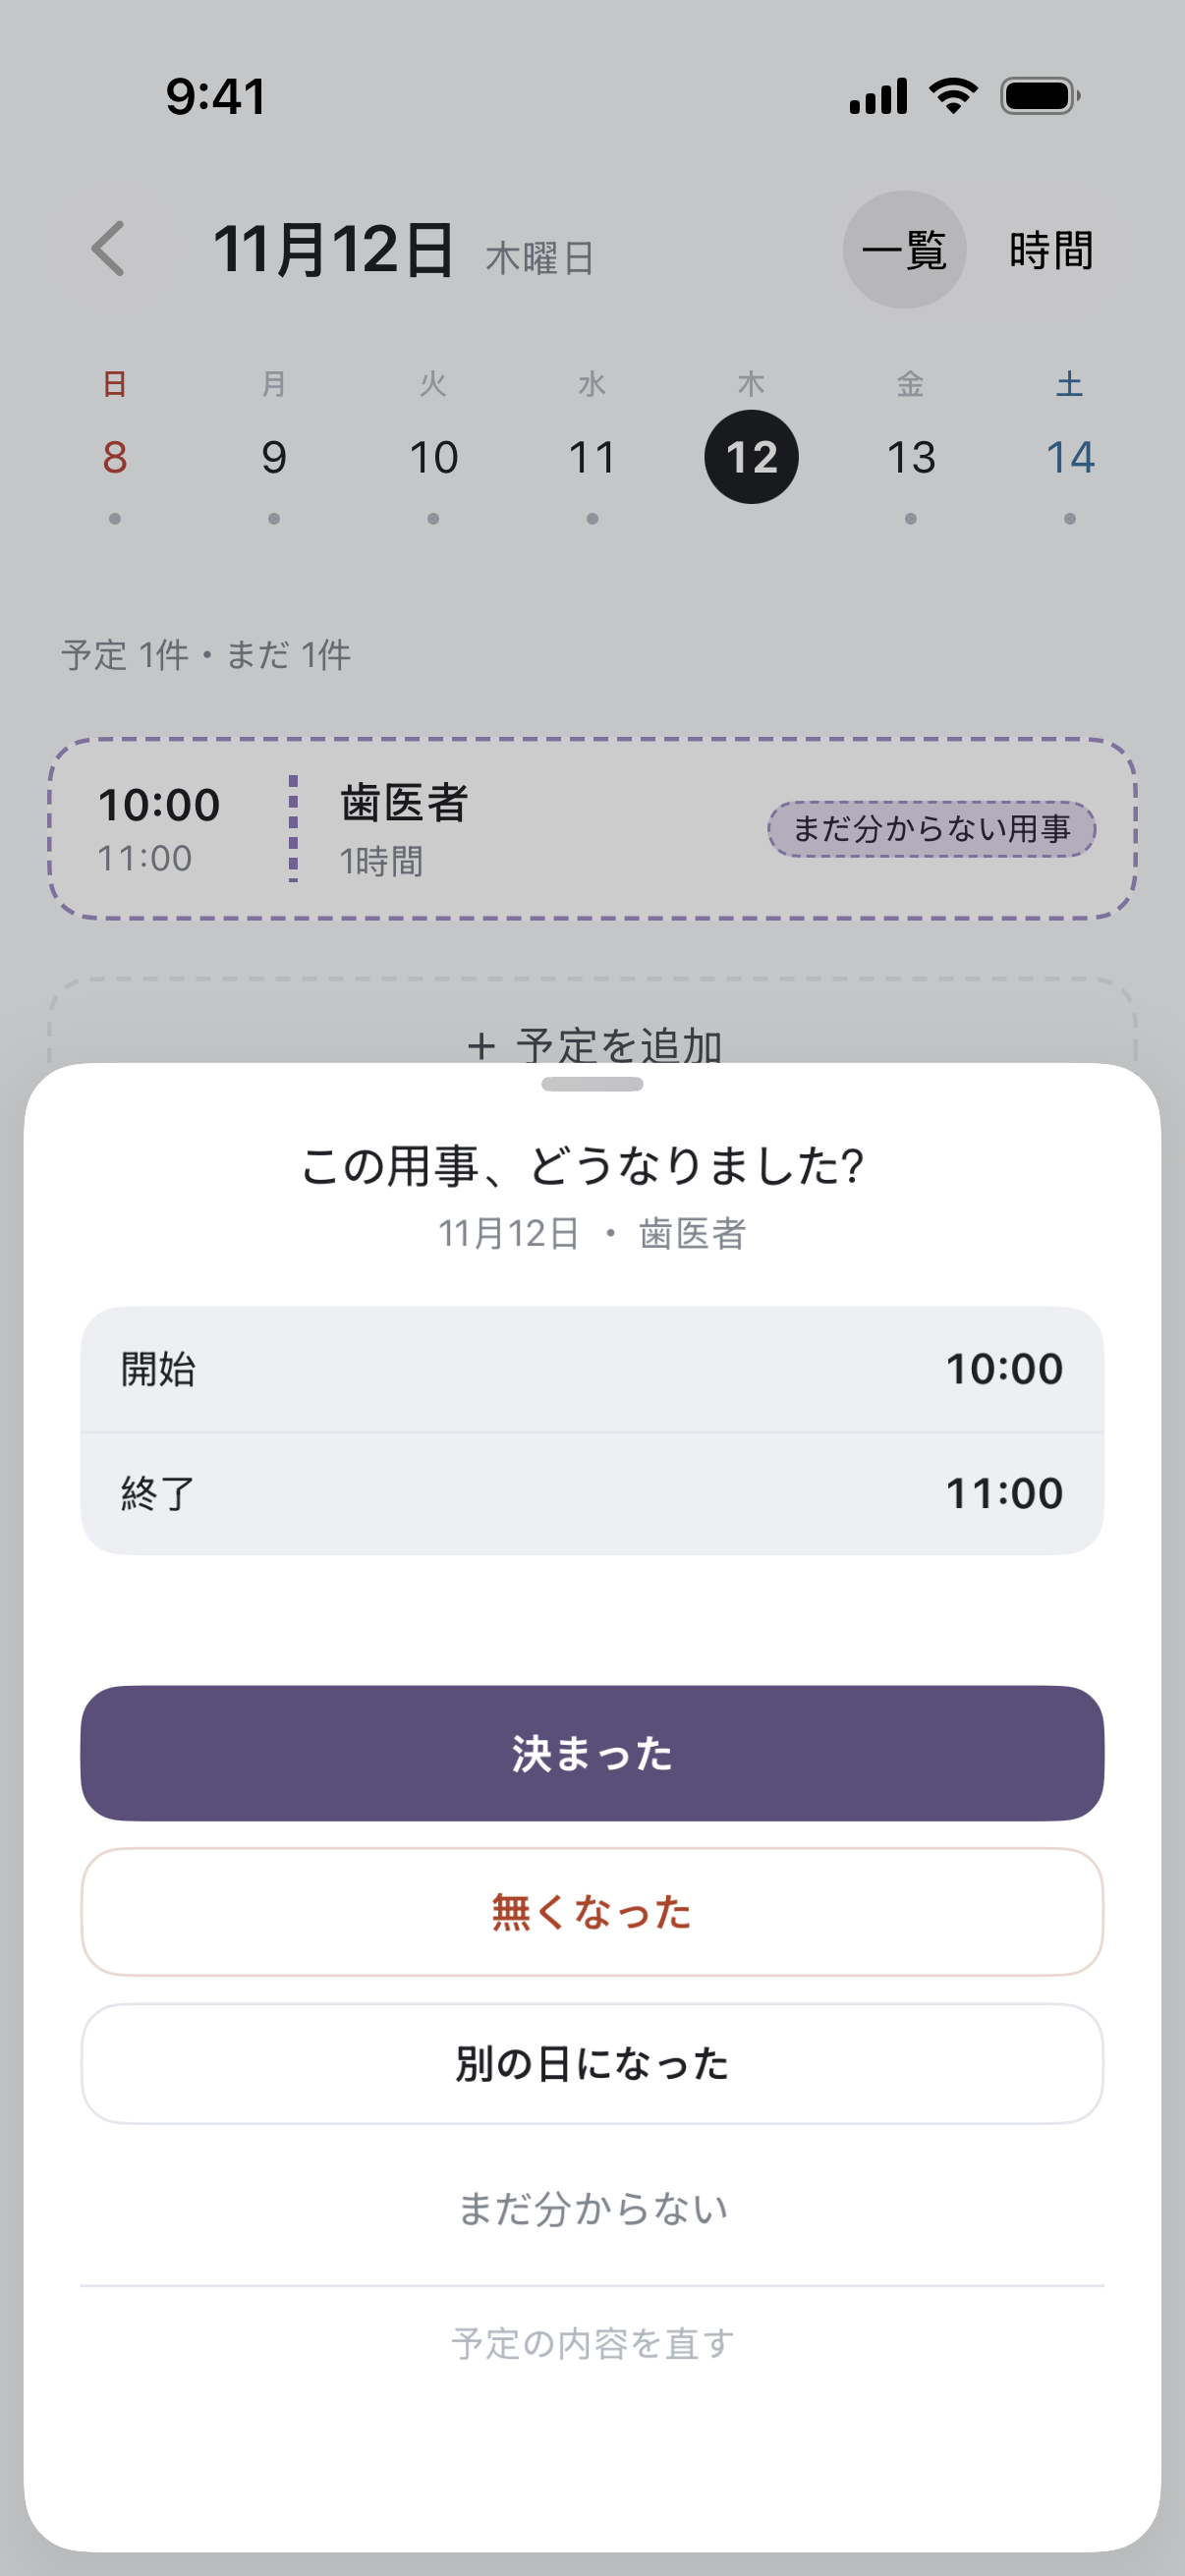 9:41
11月12日 木曜日 一覧 時間
日 月 火 水 木 金 土
8 9 10 11 12 13 14
予定 1件・まだ 1件
10:00 歯医者 まだ分からない用事
11:00 1時間
+ 予定を追加
この用事、どうなりました?
11月12日 ・ 歯医者
開始 10:00
終了 11:00
決まった
無くなった
別の日になった
まだ分からない
予定の内容を直す